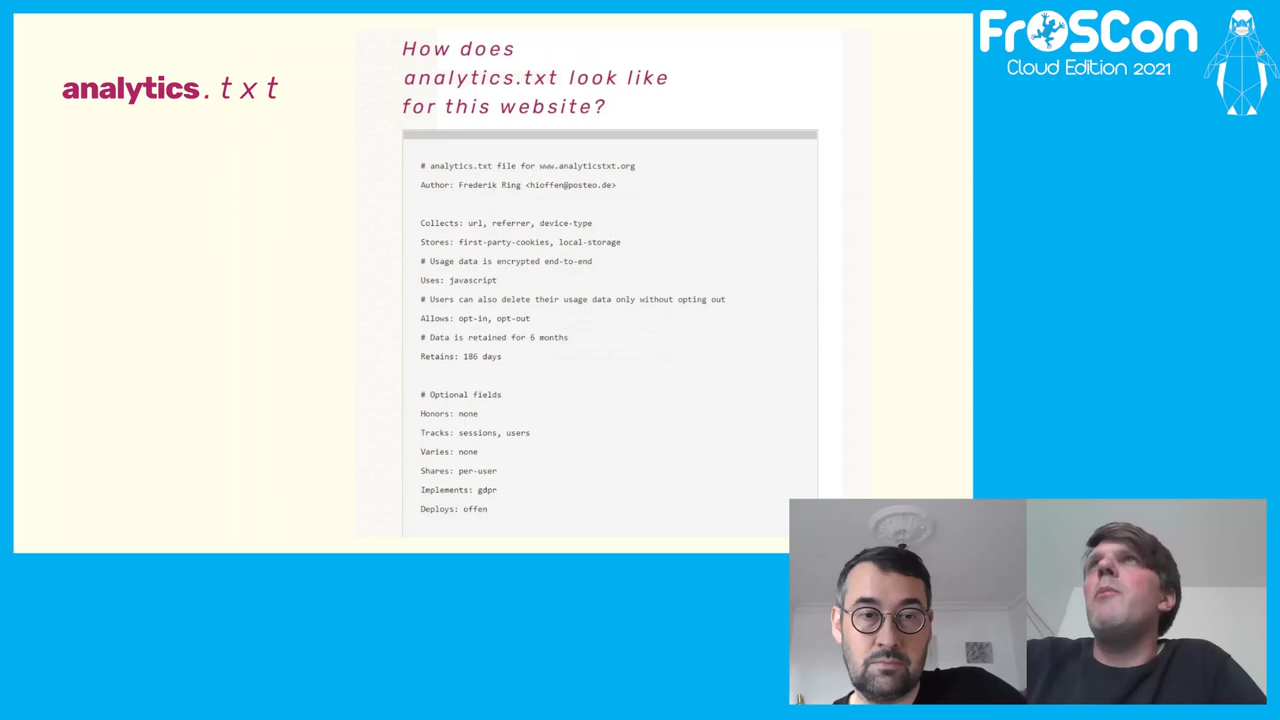 analytics.txt
How does
analytics.txt look like
for this website?
# analytics.txt file for www.analyticstxt.org
Author: Frederik Ring <hioffen@posteo.de>
Collects: url, referrer, device-type
Stores: first-party-cookies, local-storage
# Usage data is encrypted end-to-end
Uses: javascript
# Users can also delete their usage data only without opting out
Allows: opt-in, opt-out
# Data is retained for 6 months
Retains: 186 days
# Optional fields
Honors: none
Tracks: sessions, users
Varies: none
Shares: per-user
Implements: gdpr
Deploys: offen
FrOSCon
Cloud Edition 2021